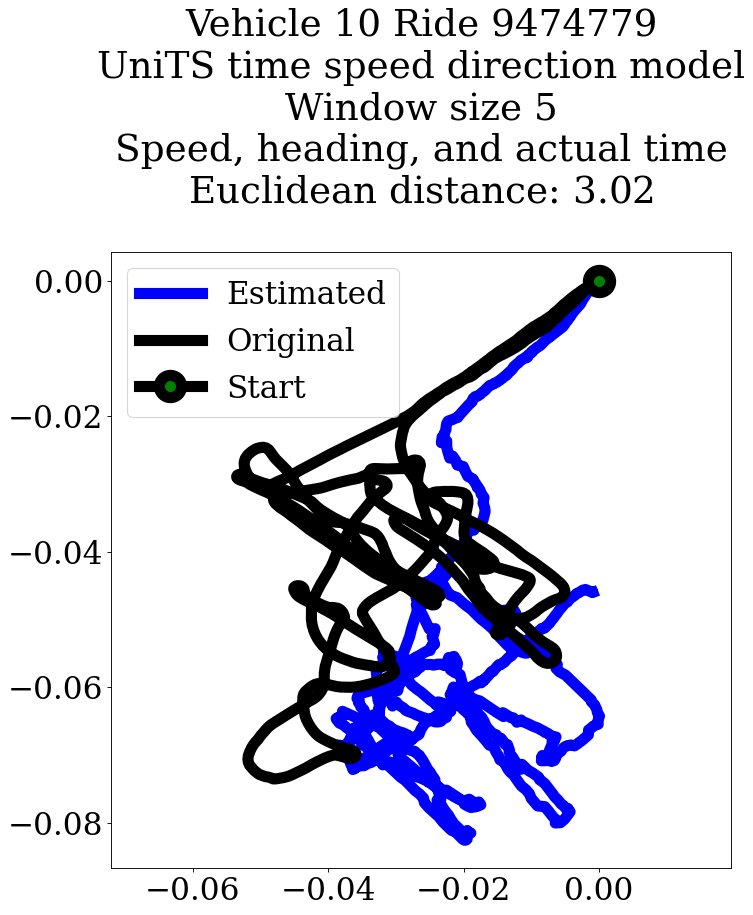 Vehicle 10 Ride 9474779
UniTS time speed direction model
Window size 5
Speed, heading, and actual time
Euclidean distance: 3.02
Estimated
Original
Start
0.00
−0.02
−0.04
−0.06
−0.08
−0.06 −0.04 −0.02 0.00